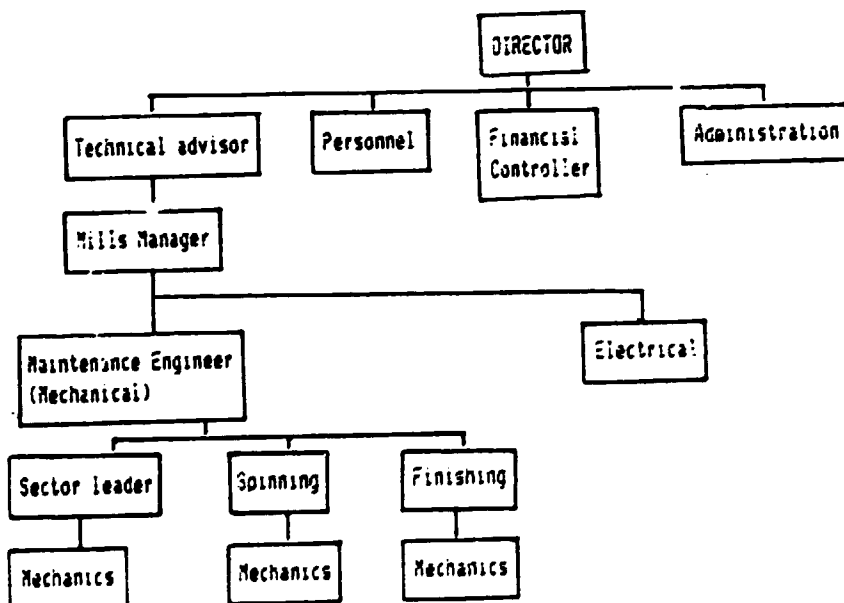 DIRECTOR
Technical advisor
Personnel
Financial
Controller
Administration
Mills Manager
Maintenance Engineer
(Mechanical)
Electrical
Sector leader
Spinning
Finishing
Mechanics
Mechanics
Mechanics